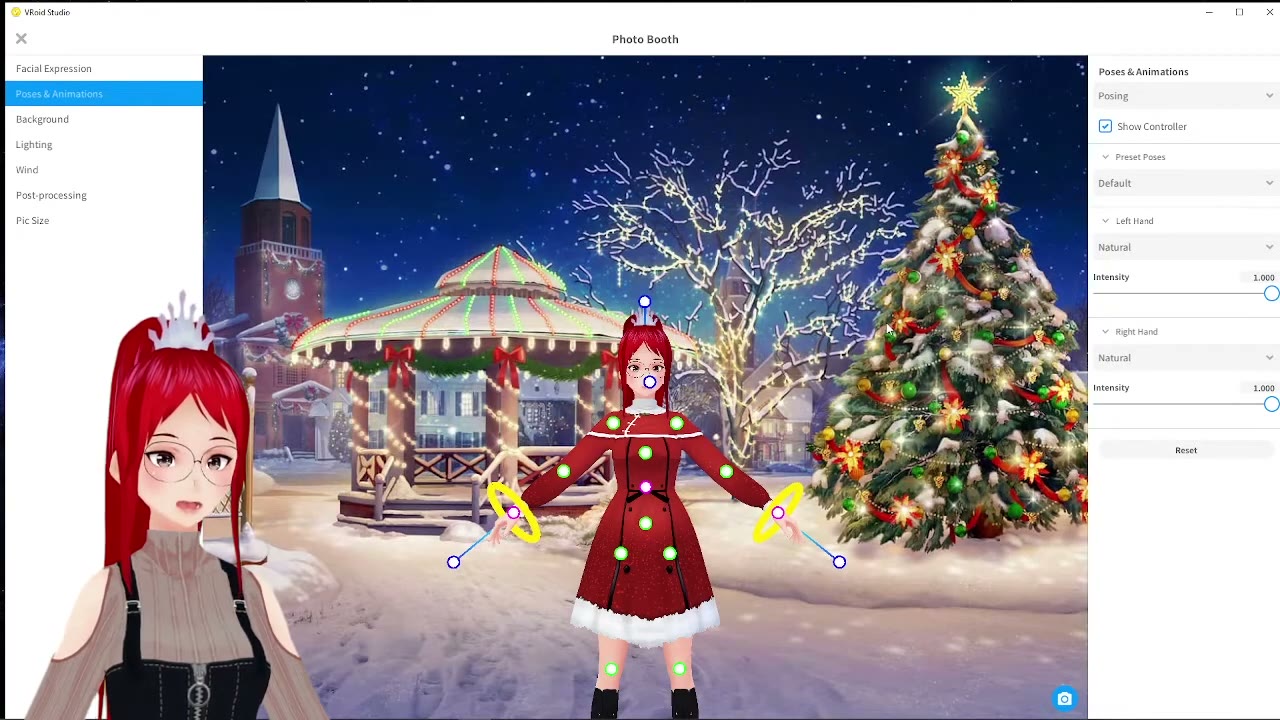 VRoid Studio
Photo Booth
Facial Expression
Poses & Animations
Background
Lighting
Wind
Post-processing
Pic Size
Poses & Animations
Posing
Show Controller
Preset Poses
Default
Left Hand
Natural
Intensity 1.000
Right Hand
Natural
Intensity 1.000
Reset